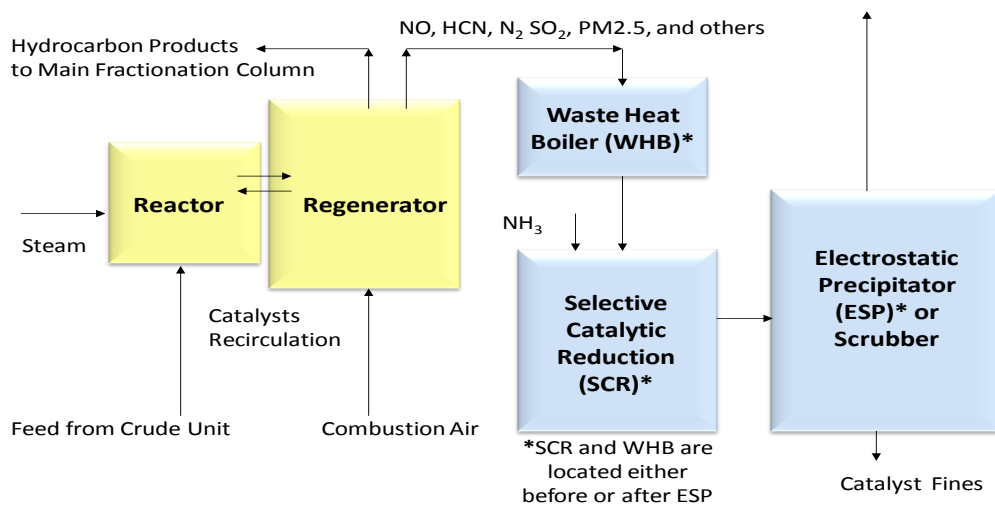 Hydrocarbon Products
to Main Fractionation Column
NO, HCN, N2 SO2, PM2.5, and others
Waste Heat
Boiler (WHB)*
Reactor
Regenerator
Steam
NH3
Electrostatic
Precipitator
(ESP)* or
Scrubber
Selective
Catalytic
Reduction
(SCR)*
Catalysts
Recirculation
Feed from Crude Unit
Combustion Air
*SCR and WHB are
located either
before or after ESP
Catalyst Fines